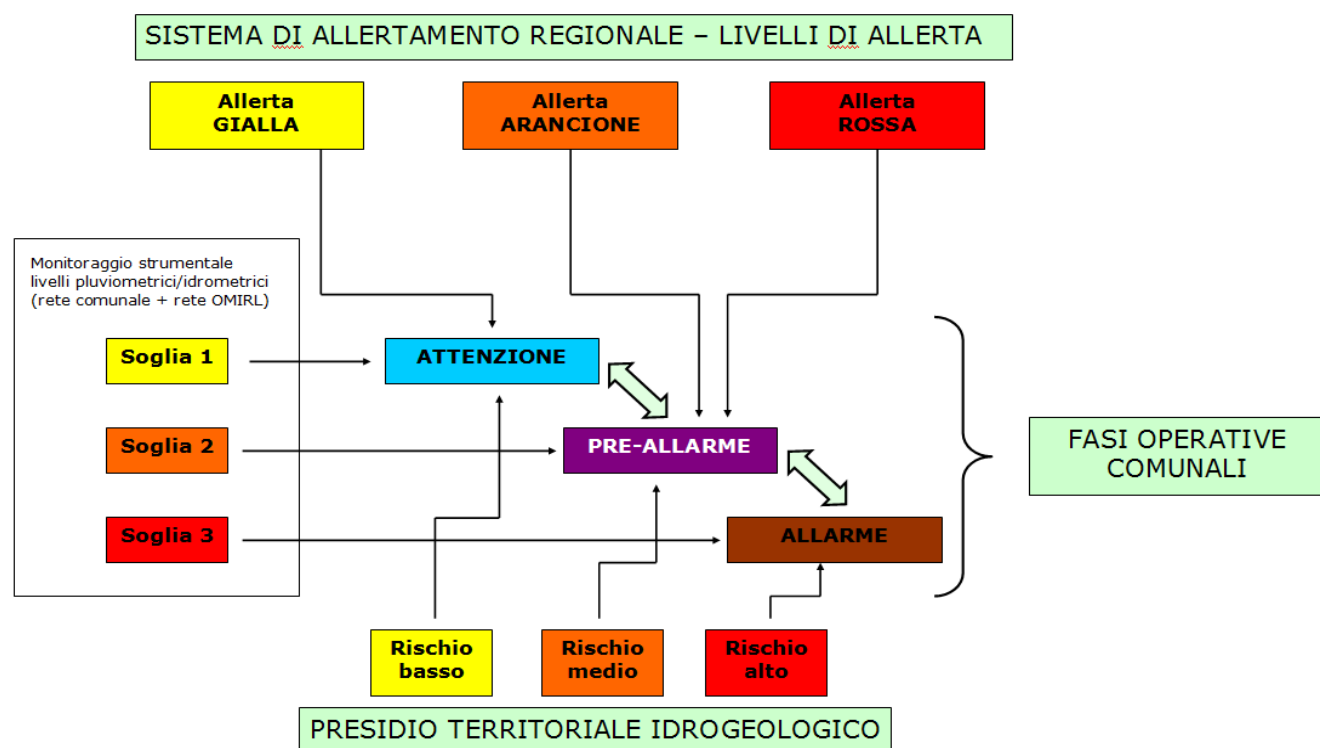 SISTEMA DI ALLERTAMENTO REGIONALE – LIVELLI DI ALLERTA
Allerta
GIALLA
Allerta
ARANCIONE
Allerta
ROSSA
Monitoraggio strumentale
livelli pluviometrici/idrometrici
(rete comunale + rete OMIRL)
Soglia 1
ATTENZIONE
Soglia 2
PRE-ALLARME
FASI OPERATIVE
COMUNALI
Soglia 3
ALLARME
Rischio
basso
Rischio
medio
Rischio
alto
PRESIDIO TERRITORIALE IDROGEOLOGICO